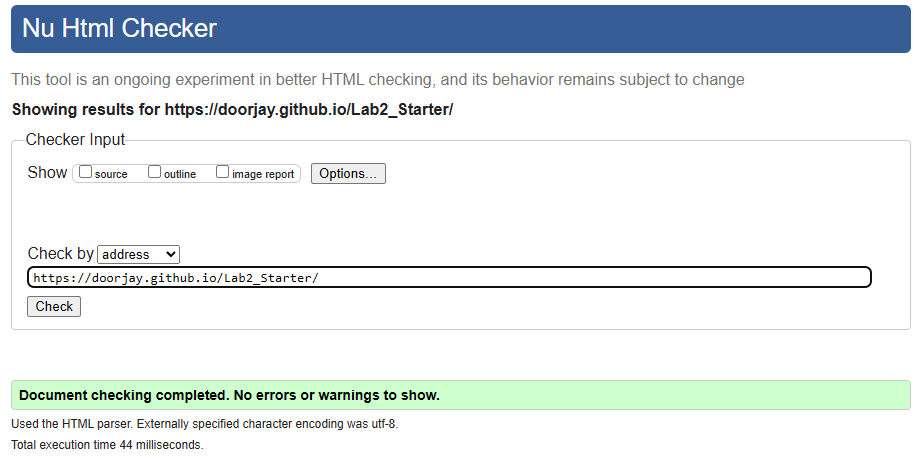 Nu Html Checker
This tool is an ongoing experiment in better HTML checking, and its behavior remains subject to change
Showing results for https://doorjay.github.io/Lab2_Starter/
Checker Input
Show source outline image report Options...
Check by address
https://doorjay.github.io/Lab2_Starter/
Check
Document checking completed. No errors or warnings to show.
Used the HTML parser. Externally specified character encoding was utf-8.
Total execution time 44 milliseconds.